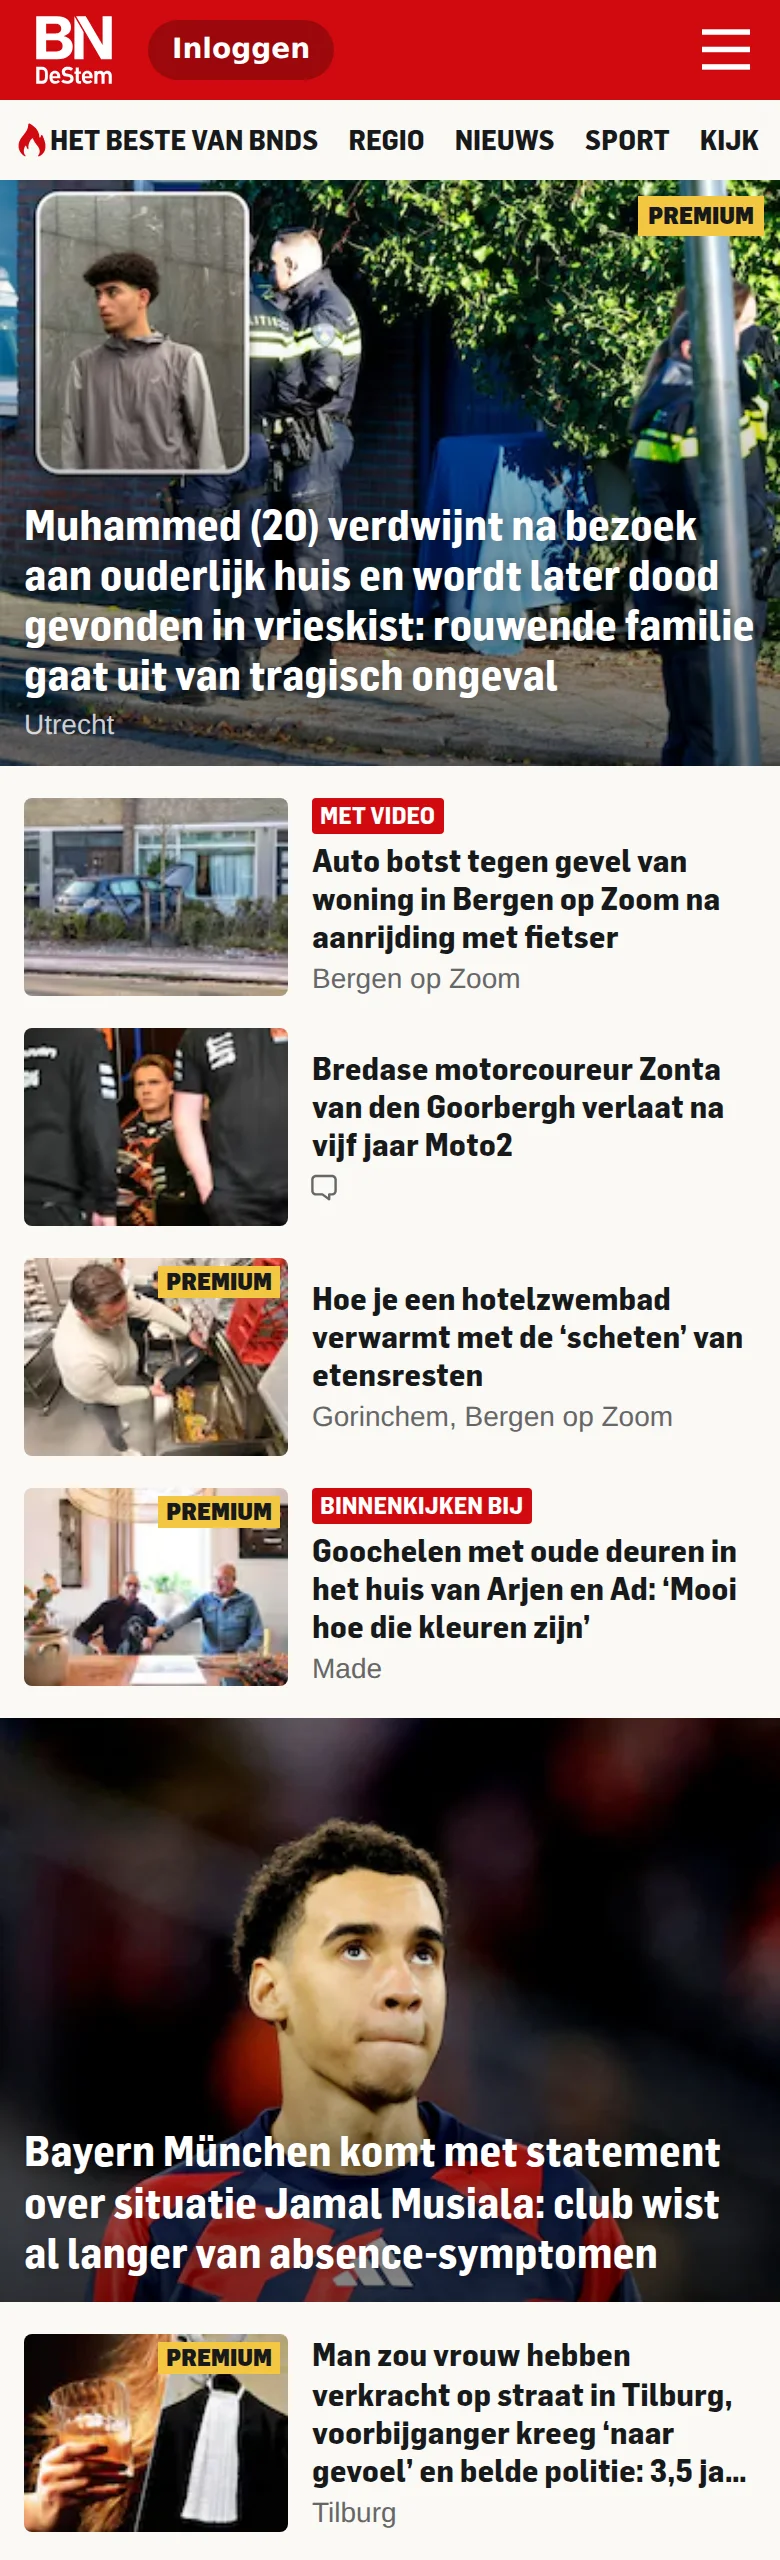 BN
DeStem
Inloggen
HET BESTE VAN BNDS REGIO NIEUWS SPORT KIJK
PREMIUM
Muhammed (20) verdwijnt na bezoek
aan ouderlijk huis en wordt later dood
gevonden in vrieskist: rouwende familie
gaat uit van tragisch ongeval
Utrecht
MET VIDEO
Auto botst tegen gevel van
woning in Bergen op Zoom na
aanrijding met fietser
Bergen op Zoom
Bredase motorcoureur Zonta
van den Goorbergh verlaat na
vijf jaar Moto2
PREMIUM
Hoe je een hotelzwembad
verwarmt met de ‘scheten’ van
etensresten
Gorinchem, Bergen op Zoom
PREMIUM
BINNENKIJKEN BIJ
Goochelen met oude deuren in
het huis van Arjen en Ad: ‘Mooi
hoe die kleuren zijn’
Made
Bayern München komt met statement
over situatie Jamal Musiala: club wist
al langer van absence-symptomen
PREMIUM
Man zou vrouw hebben
verkracht op straat in Tilburg,
voorbijganger kreeg ‘naar
gevoel’ en belde politie: 3,5 ja...
Tilburg